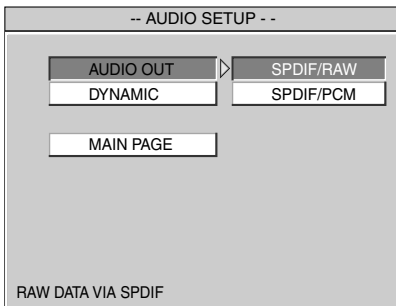 -- AUDIO SETUP - -
AUDIO OUT SPDIF/RAW
DYNAMIC SPDIF/PCM
MAIN PAGE
RAW DATA VIA SPDIF